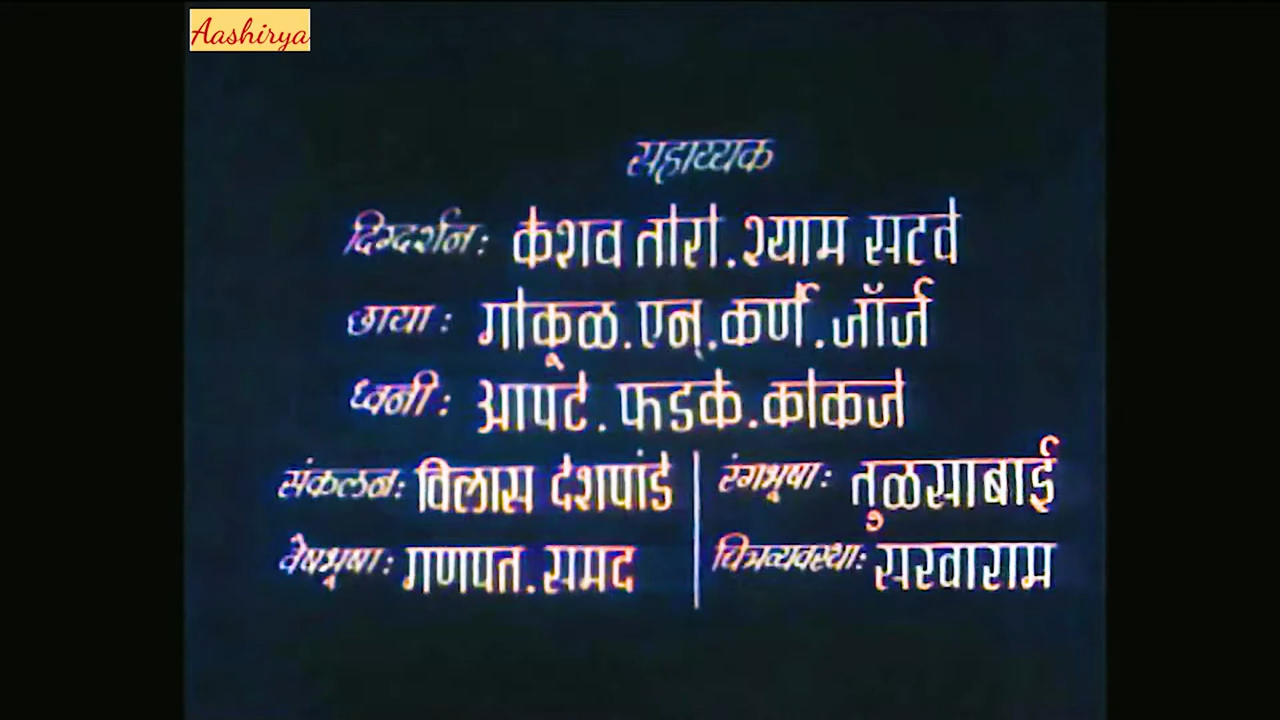 Aashirya
सहाय्यक
दिग्दर्शन: केशव तोरो. श्याम सटवे
छाया: गोकूळ. एन्. कर्णे. जॉर्ज
ध्वनी: आपटे. फडके. कोकजे
संकलन: विलास देशपांडे
रंगभूषा: तुळसाबाई
वेषभूषा: गणपत. समद
चित्रव्यवस्था: सखाराम